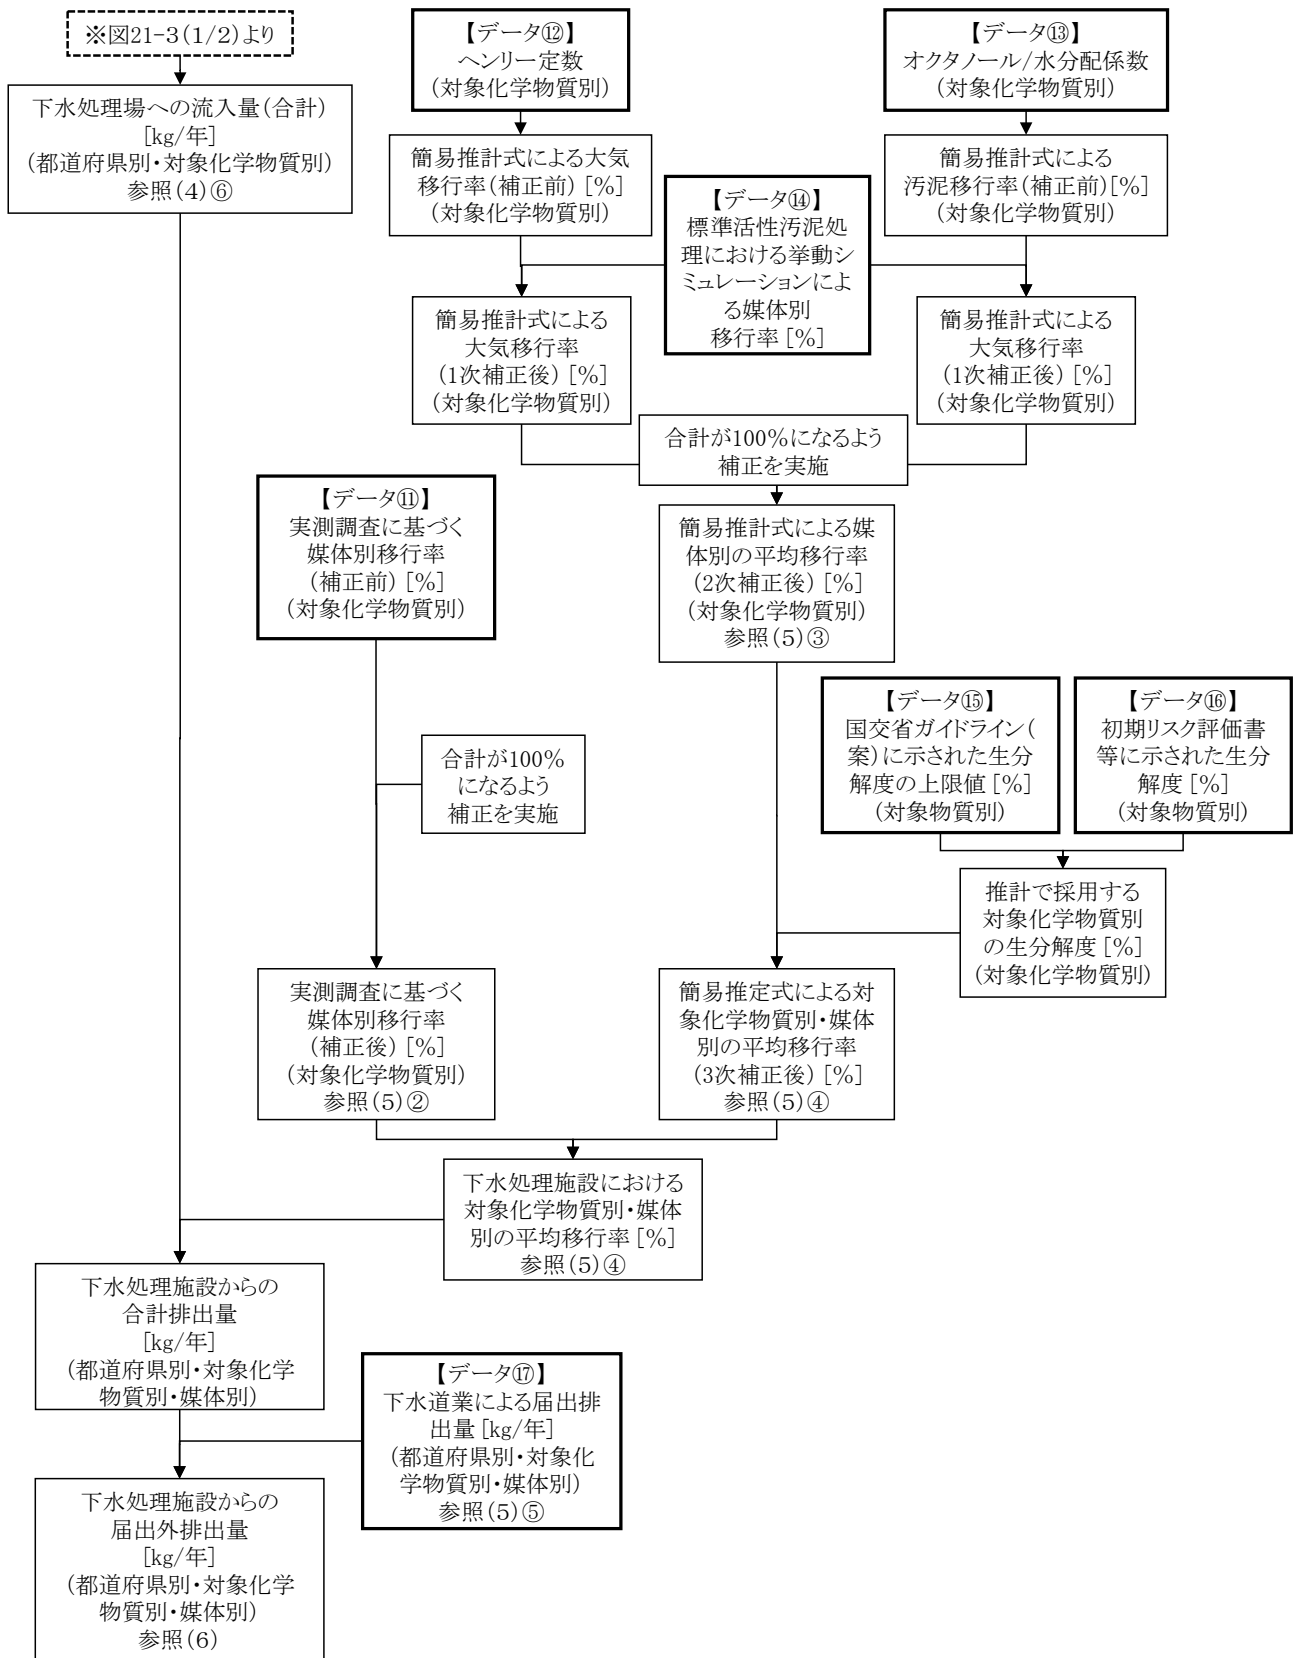 ※図21-3(1/2)より
下水処理場への流入量(合計)
[kg/年]
(都道府県別・対象化学物質別)
参照(4)⑥
【データ⑫】
ヘンリー定数
(対象化学物質別)
【データ⑬】
オクタノール/水分配係数
(対象化学物質別)
簡易推計式による大気
移行率(補正前)[%]
(対象化学物質別)
簡易推計式による
汚泥移行率(補正前)[%]
(対象化学物質別)
【データ⑭】
標準活性汚泥処
理における挙動シ
ミュレーションによ
る媒体別
移行率[%]
簡易推計式による
大気移行率
(1次補正後)[%]
(対象化学物質別)
簡易推計式による
大気移行率
(1次補正後)[%]
(対象化学物質別)
合計が100%になるよう
補正を実施
【データ⑪】
実測調査に基づく
媒体別移行率
(補正前)[%]
(対象化学物質別)
簡易推計式による媒
体別の平均移行率
(2次補正後)[%]
(対象化学物質別)
参照(5)③
合計が100%
になるよう
補正を実施
【データ⑮】
国交省ガイドライン(
案)に示された生分
解度の上限値[%]
(対象物質別)
【データ⑯】
初期リスク評価書
等に示された生分
解度[%]
(対象物質別)
推計で採用する
対象化学物質別
の生分解度[%]
(対象化学物質別)
実測調査に基づく
媒体別移行率
(補正後)[%]
(対象化学物質別)
参照(5)②
簡易推定式による対
象化学物質別・媒体
別の平均移行率
(3次補正後)[%]
参照(5)④
下水処理施設における
対象化学物質別・媒体
別の平均移行率[%]
参照(5)④
下水処理施設からの
合計排出量
[kg/年]
(都道府県別・対象化学
物質別・媒体別)
【データ⑰】
下水道業による届出排
出量[kg/年]
(都道府県別・対象化
学物質別・媒体別)
参照(5)⑤
下水処理施設からの
届出外排出量
[kg/年]
(都道府県別・対象化学
物質別・媒体別)
参照(6)